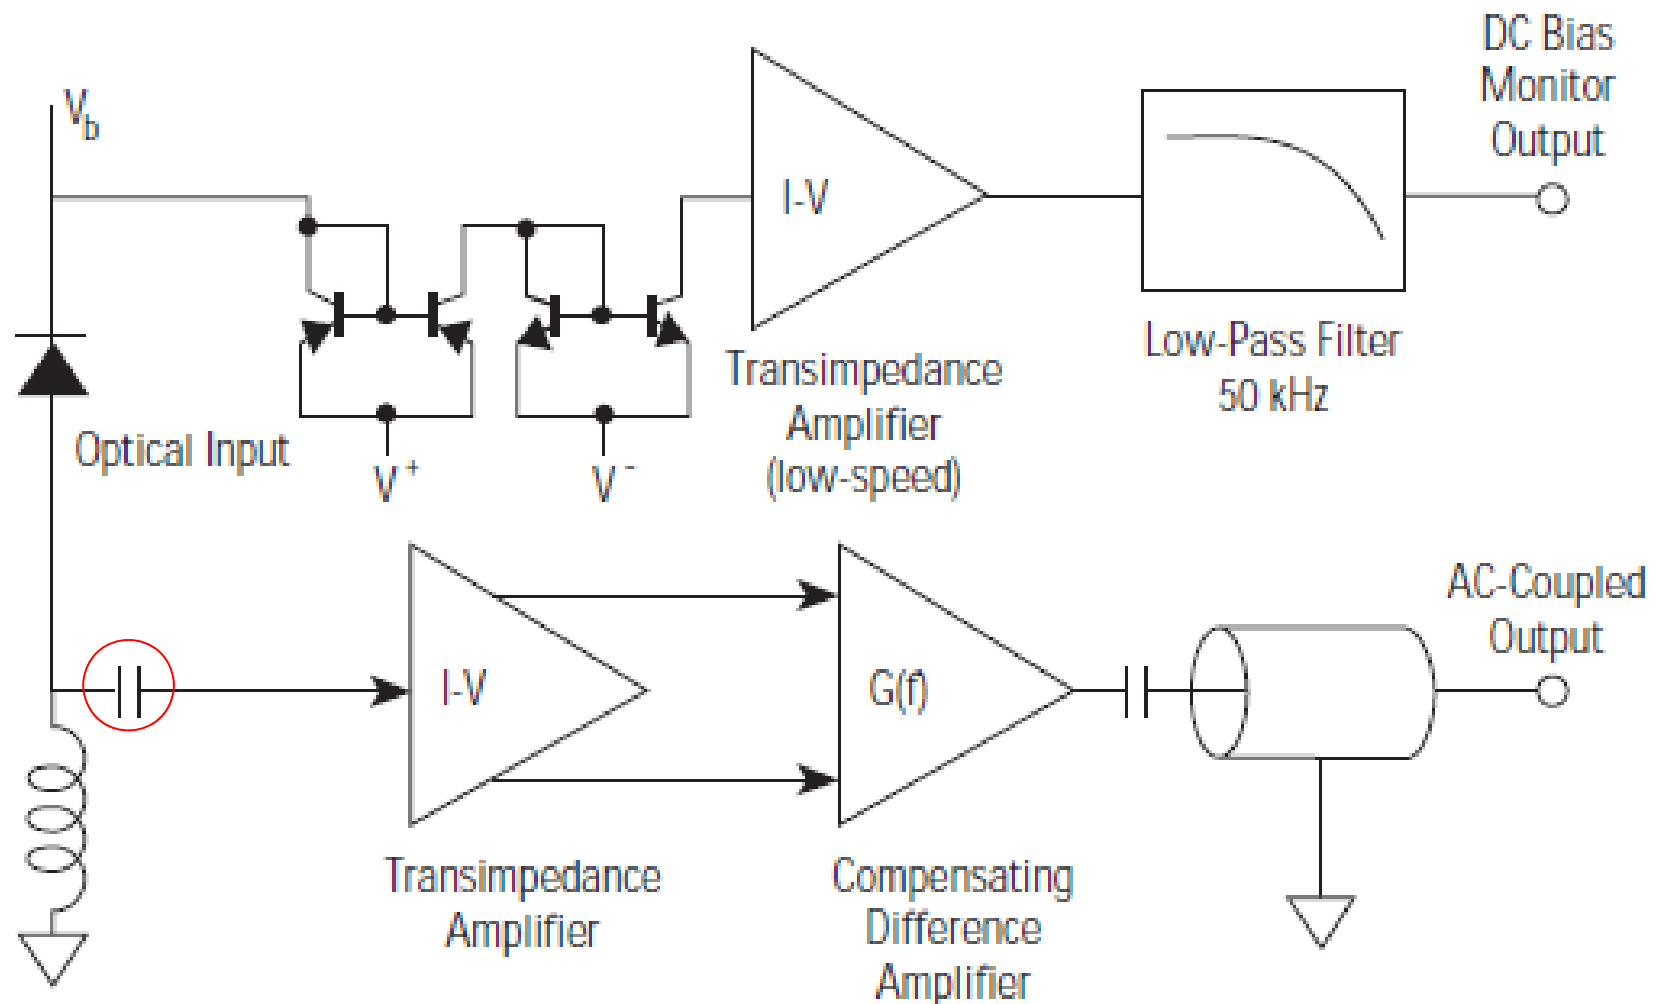 DC Bias
Monitor
Output
Vb
I-V
Low-Pass Filter
50 kHz
Transimpedance
Amplifier
(low-speed)
Optical Input
V+
V-
AC-Coupled
Output
I-V
G(f)
Transimpedance
Amplifier
Compensating
Difference
Amplifier